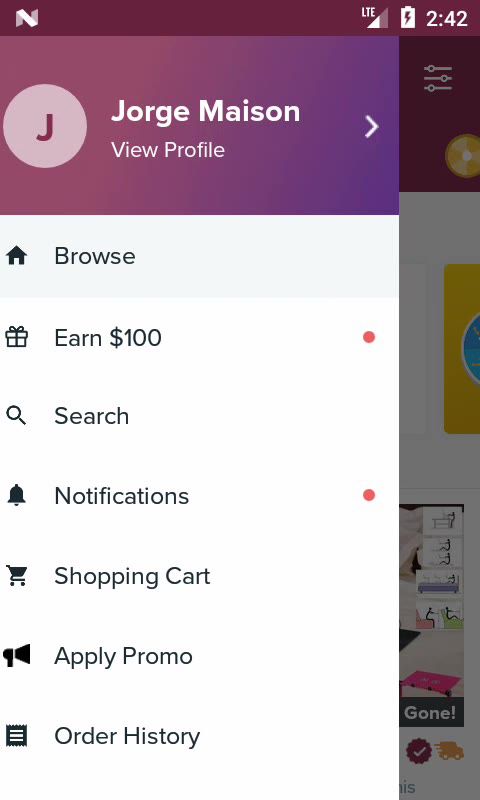 LTE 2:42
J
Jorge Maison
View Profile
Browse
Earn $100
Search
Notifications
Shopping Cart
Apply Promo
Order History
Gone!